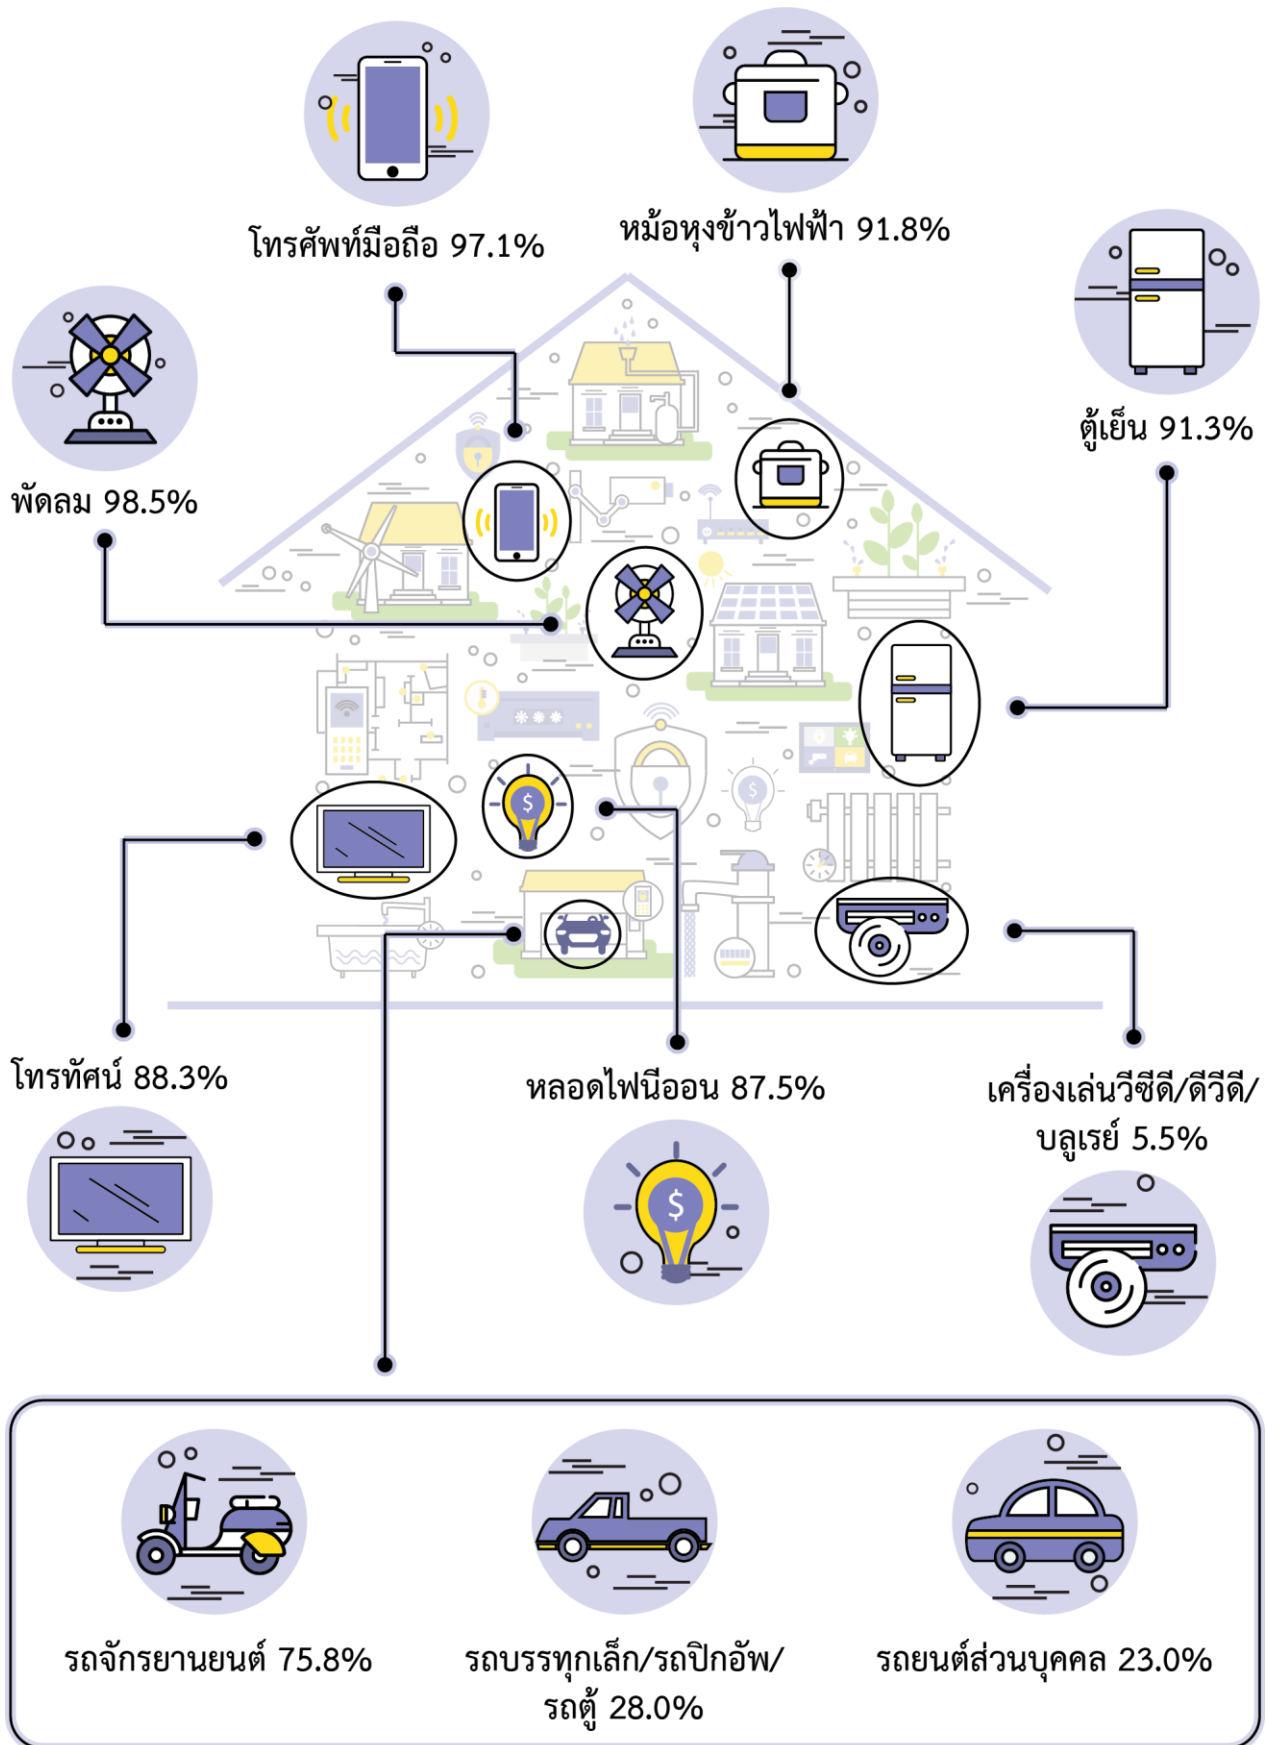 โทรศัพท์มือถือ 97.1%
หม้อหุงข้าวไฟฟ้า 91.8%
ตู้เย็น 91.3%
พัดลม 98.5%
โทรทัศน์ 88.3%
หลอดไฟนีออน 87.5%
เครื่องเล่นวีซีดี/ดีวีดี/
บลูเรย์ 5.5%
รถจักรยานยนต์ 75.8%
รถบรรทุกเล็ก/รถปิกอัพ/
รถตู้ 28.0%
รถยนต์ส่วนบุคคล 23.0%